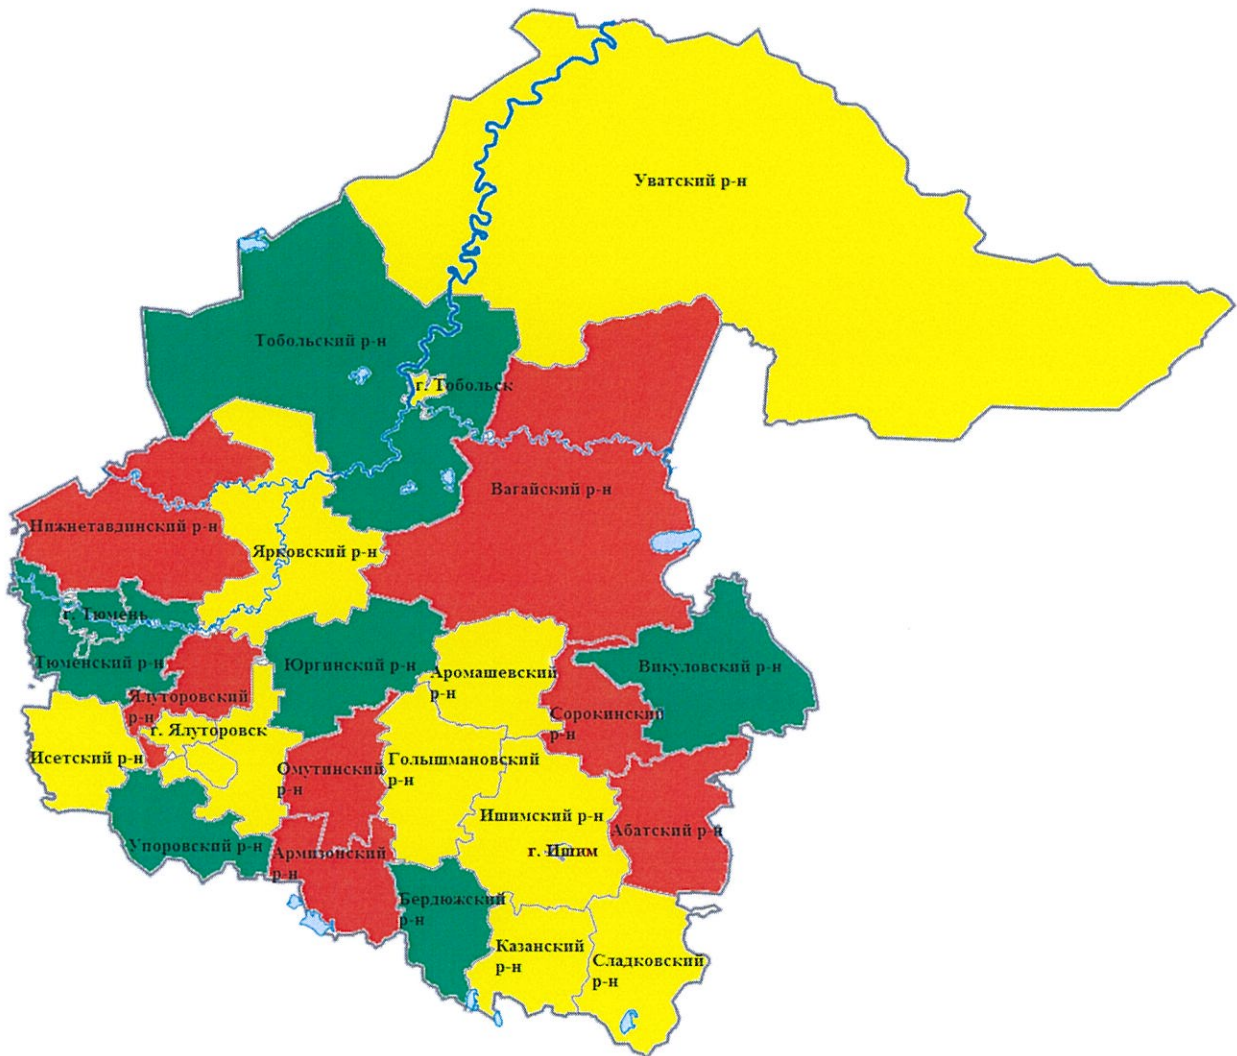 Уватский р-н
Тобольский р-н
г. Тобольск
Вагайский р-н
Нижнетавдинский р-н
Ярковский р-н
г. Тюмень
Тюменский р-н
Юргинский р-н
Аромашевский
р-н
Викуловский р-н
Ялуторовский
р-н
Сорокинский
р-н
г. Ялуторовск
Исетский р-н
Омутинский
р-н
Голышмановский
р-н
Ишимский р-н
Абатский р-н
Упоровский р-н
Армизонский
р-н
г. Ишим
Бердюжский
р-н
Казанский
р-н
Сладковский
р-н